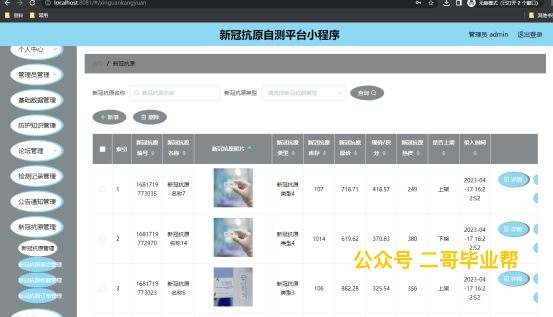 localhost:8081/#/xinguankangyuan
无痕模式（已打开 2 个窗口）
资料 常用
新冠抗原自测平台小程序
管理员 admin 退出登录
个人中心
管理员管理
基础数据管理
防护知识管理
论坛管理
检测记录管理
公告通知管理
新冠抗原管理
新冠抗原管理
/ 新冠抗原
新冠抗原名称 新冠抗原名称 新冠抗原类型 请选择新冠抗原类型 查询
+ 新增 删除
索引 新冠抗原编号 新冠抗原名称 新冠抗原照片 新冠抗原类型 新冠抗原库存 新冠抗原原价 现价/积分 新冠抗原热度 是否上架 录入时间
1 1681719773035 新冠抗原名称7 新冠抗原类型4 107 718.71 418.57 249 上架 2023-04-17 16:22:52 详情
2 1681719772970 新冠抗原名称14 新冠抗原类型4 1014 619.62 370.63 380 下架 2023-04-17 16:22:52 详情
3 1681719773023 新冠抗原名称6 新冠抗原类型3 106 882.28 325.54 356 上架 2023-04-17 16:22:52 详情
公众号 二哥毕业帮